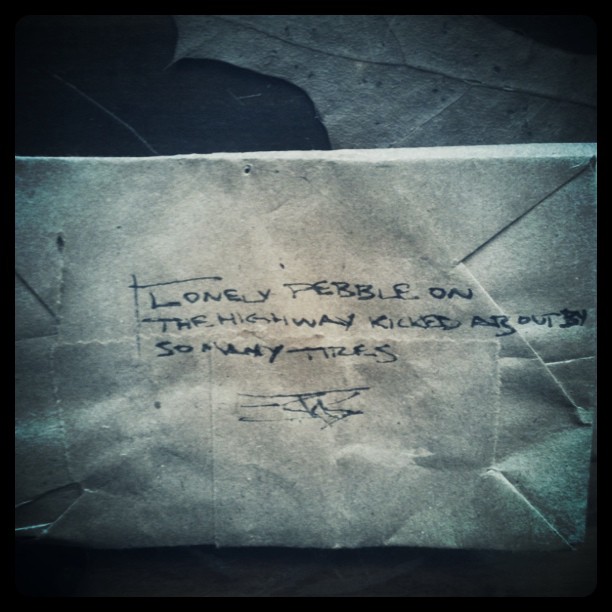 LONELY PEBBLE ON
THE HIGHWAY KICKED ABOUT BY
SO MANY TIRES